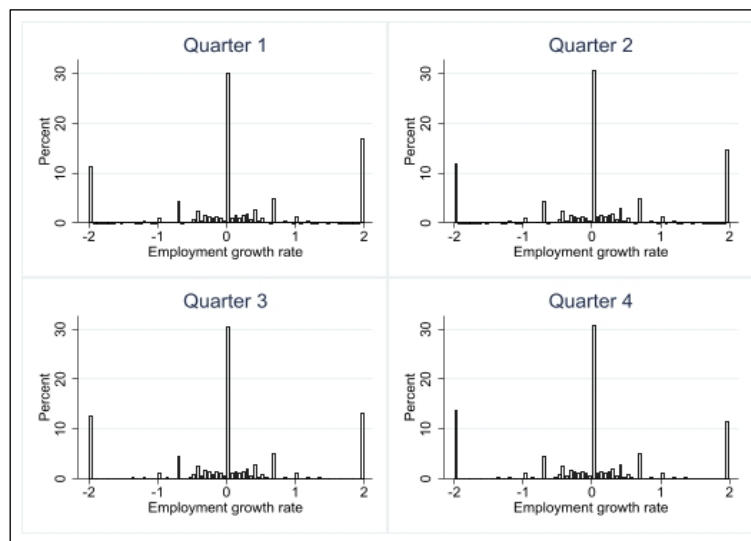 Quarter 1
Percent
30
20
10
0
-2 -1 0 1 2
Employment growth rate
Quarter 2
Percent
30
20
10
0
-2 -1 0 1 2
Employment growth rate
Quarter 3
Percent
30
20
10
0
-2 -1 0 1 2
Employment growth rate
Quarter 4
Percent
30
20
10
0
-2 -1 0 1 2
Employment growth rate